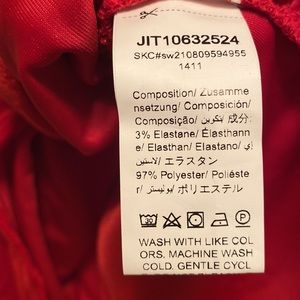 JIT10632524
SKC#sw210809594955
1411
Composition/ Zusamme
nsetzung/ Composición/
Composição/ تكوين/ 成分:
3% Elastane/ Élasthann
e/ Elasthan/ Elastano/
لاستين/ エラスタン
97% Polyester/ Poliéste
r/ بوليستر/ ポリエステル
WASH WITH LIKE COL
ORS. MACHINE WASH
COLD. GENTLE CYCL